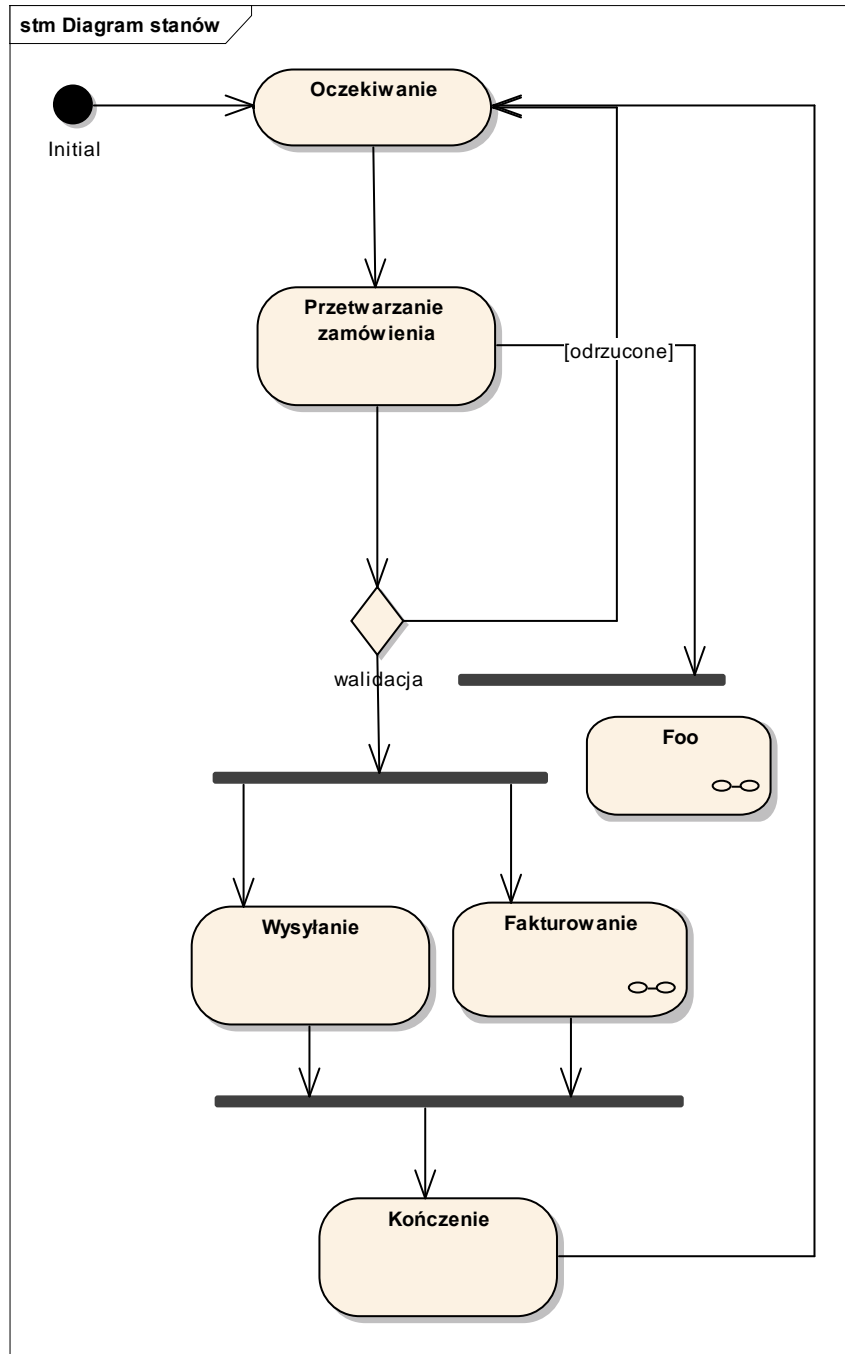 stm Diagram stanów
Oczekiwanie
Initial
Przetwarzanie
zamówienia
[odrzucone]
walidacja
Foo
Wysyłanie
Fakturowanie
Kończenie